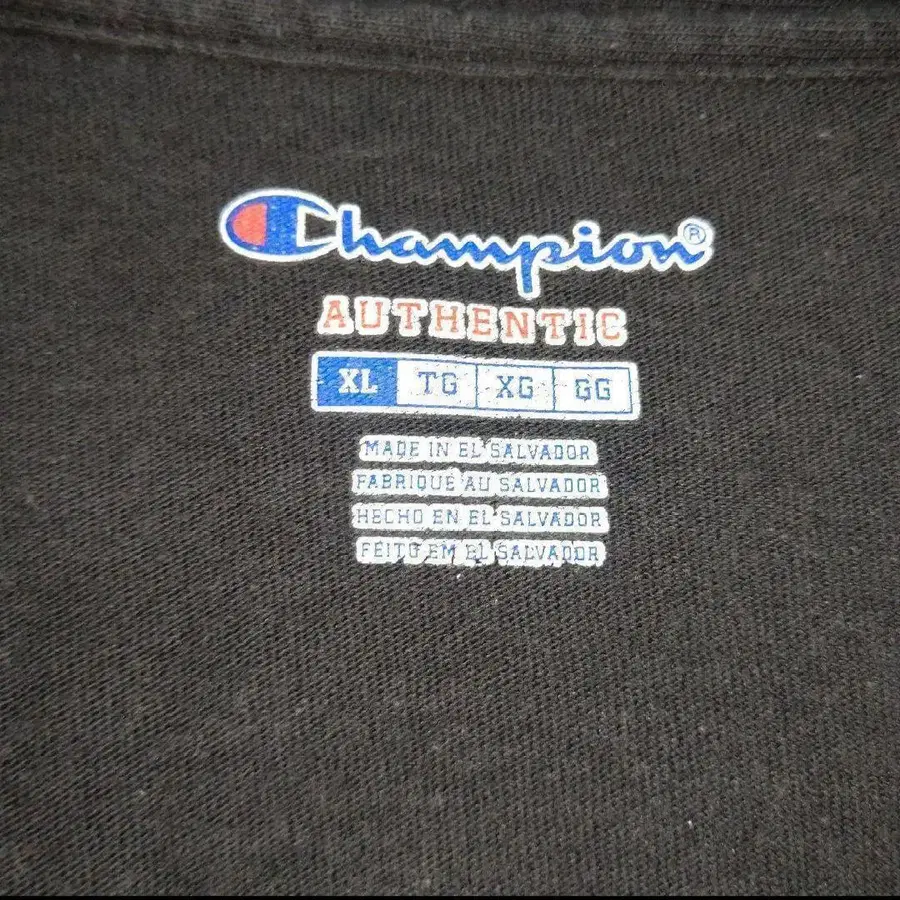 Champion®
AUTHENTIC
XL TG XG GG
MADE IN EL SALVADOR
FABRIQUÉ AU SALVADOR
HECHO EN EL SALVADOR
FEITO EM EL SALVADOR